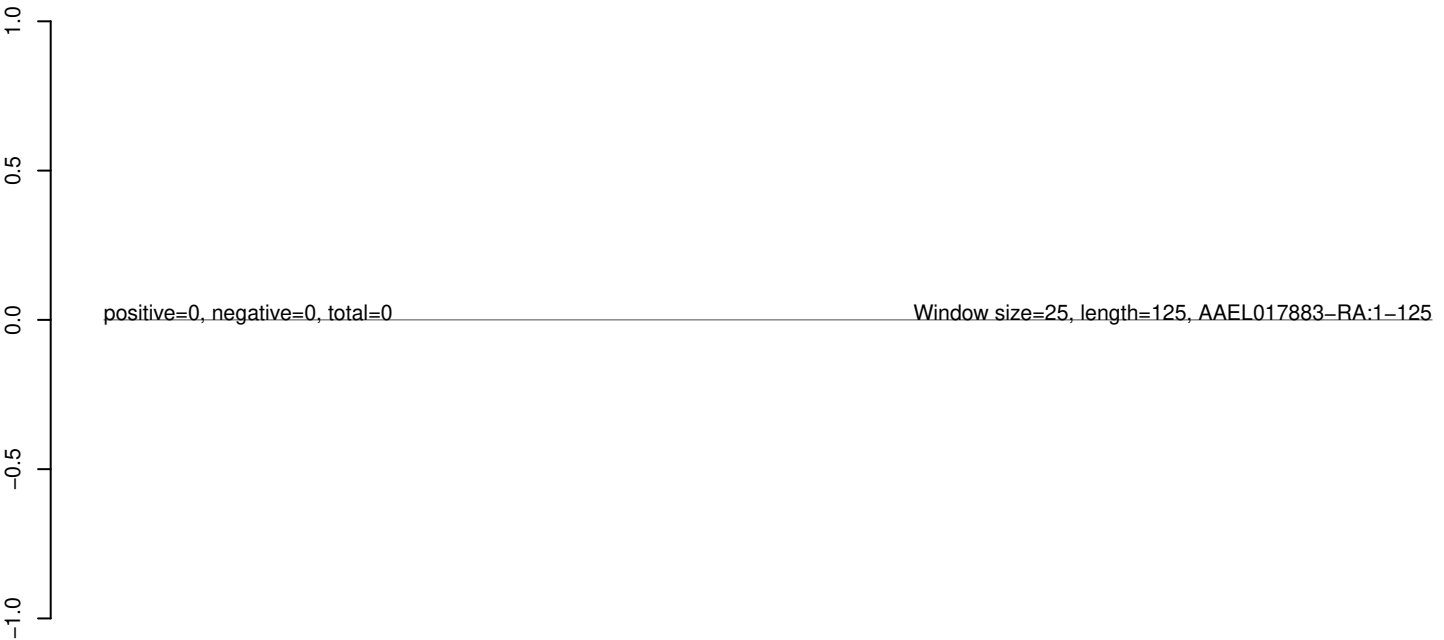 1.0
0.5
0.0
−0.5
−1.0
positive=0, negative=0, total=0
Window size=25, length=125, AAEL017883−RA:1−125